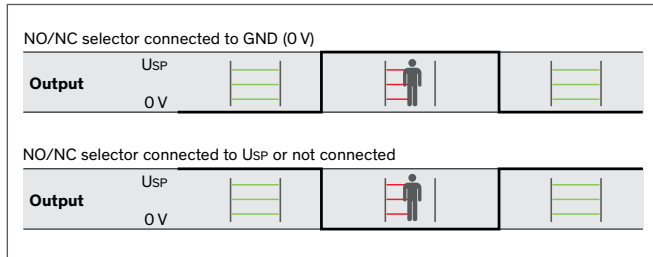 NO/NC selector connected to GND (0 V)
USP
Output
0 V
NO/NC selector connected to USP or not connected
USP
Output
0 V